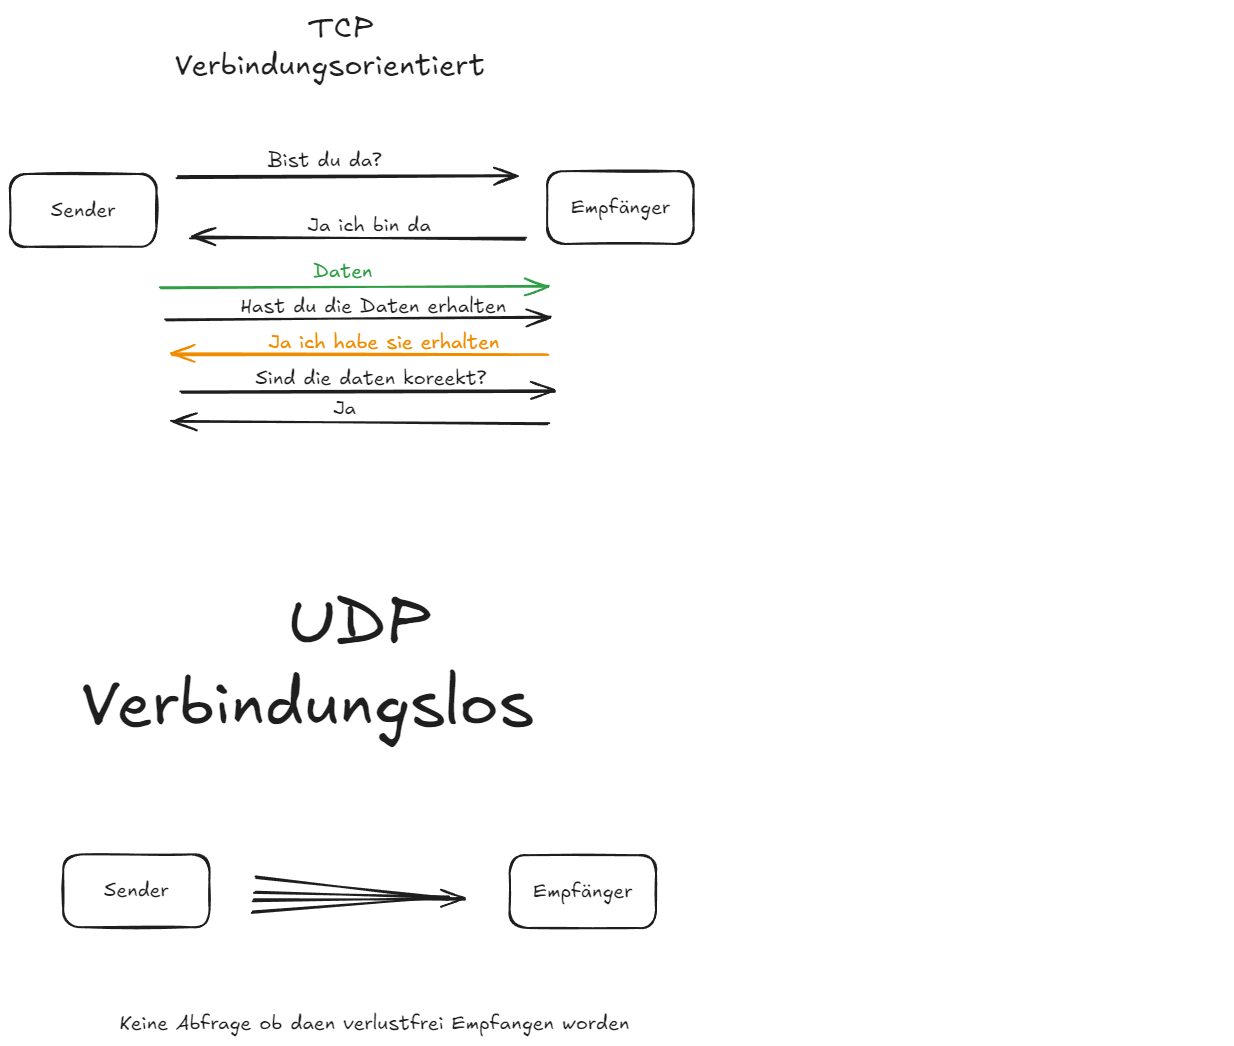 TCP
Verbindungsorientiert
Bist du da?
Sender
Empfänger
Ja ich bin da
Daten
Hast du die Daten erhalten
Ja ich habe sie erhalten
Sind die daten koreekt?
Ja
UDP
Verbindungslos
Sender
Empfänger
Keine Abfrage ob daen verlustfrei Empfangen worden